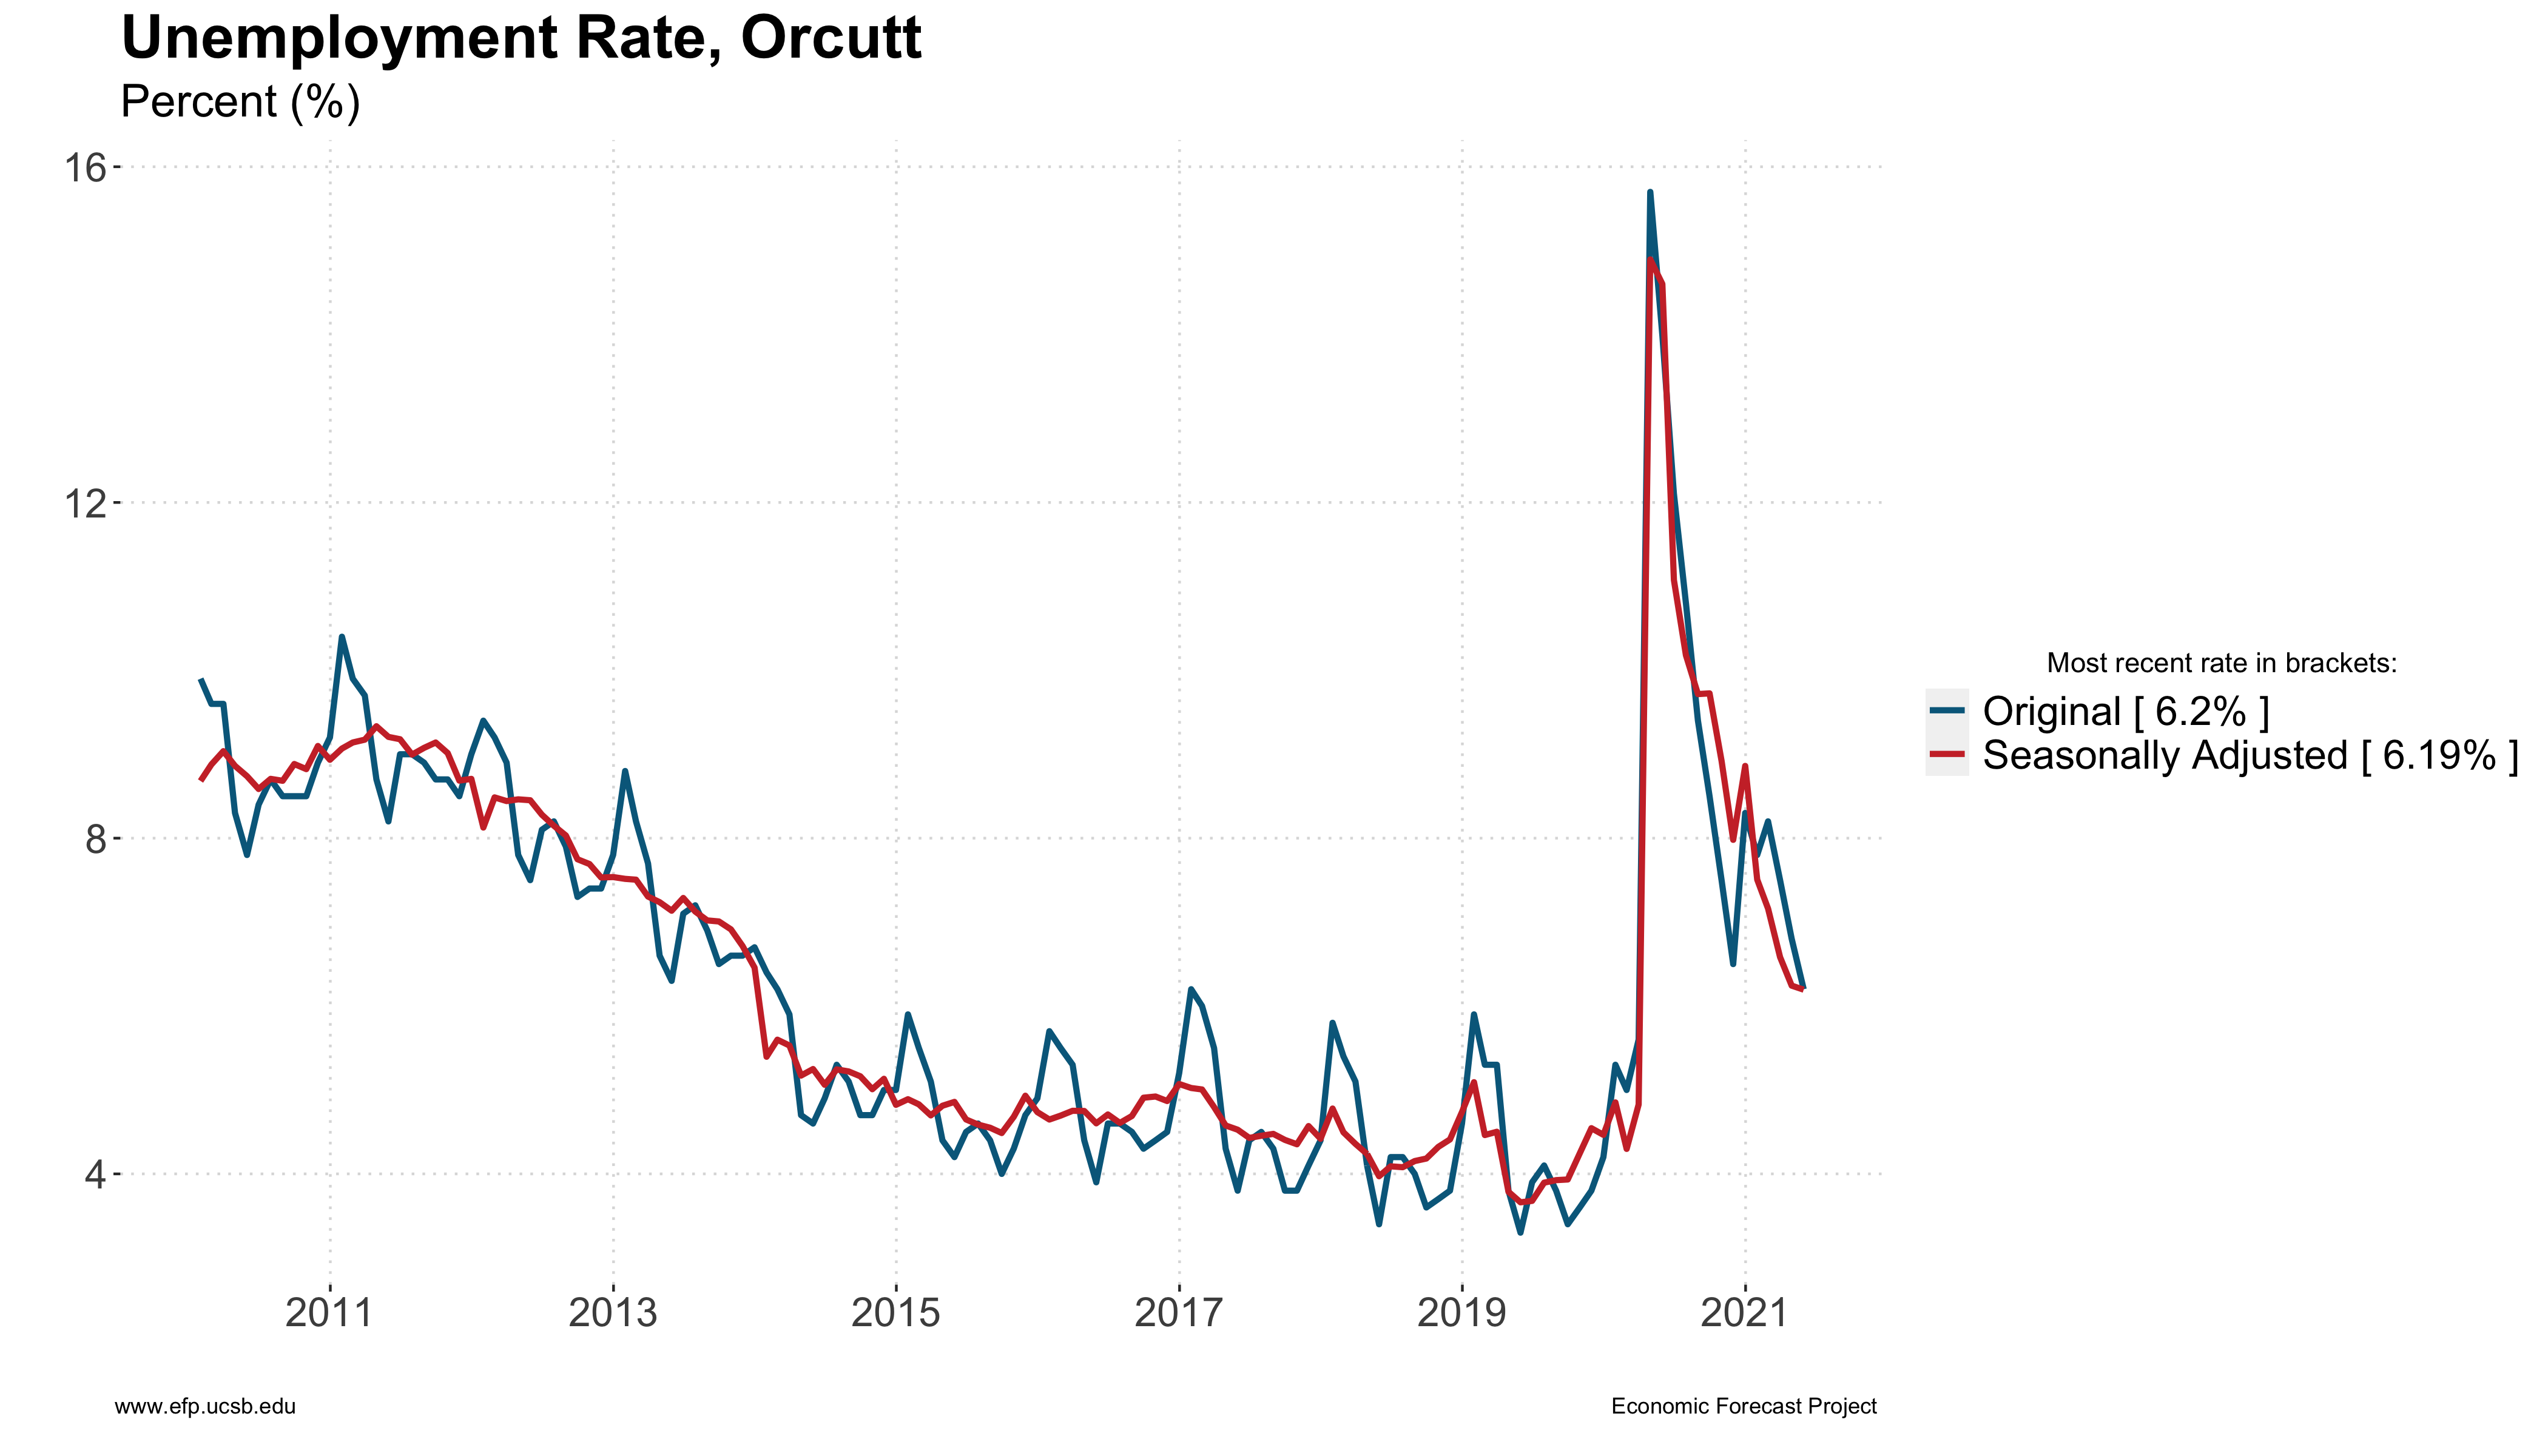 Unemployment Rate, Orcutt
Percent (%)
16
12
8
4
2011 2013 2015 2017 2019 2021
Most recent rate in brackets:
Original [ 6.2% ]
Seasonally Adjusted [ 6.19% ]
www.efp.ucsb.edu
Economic Forecast Project